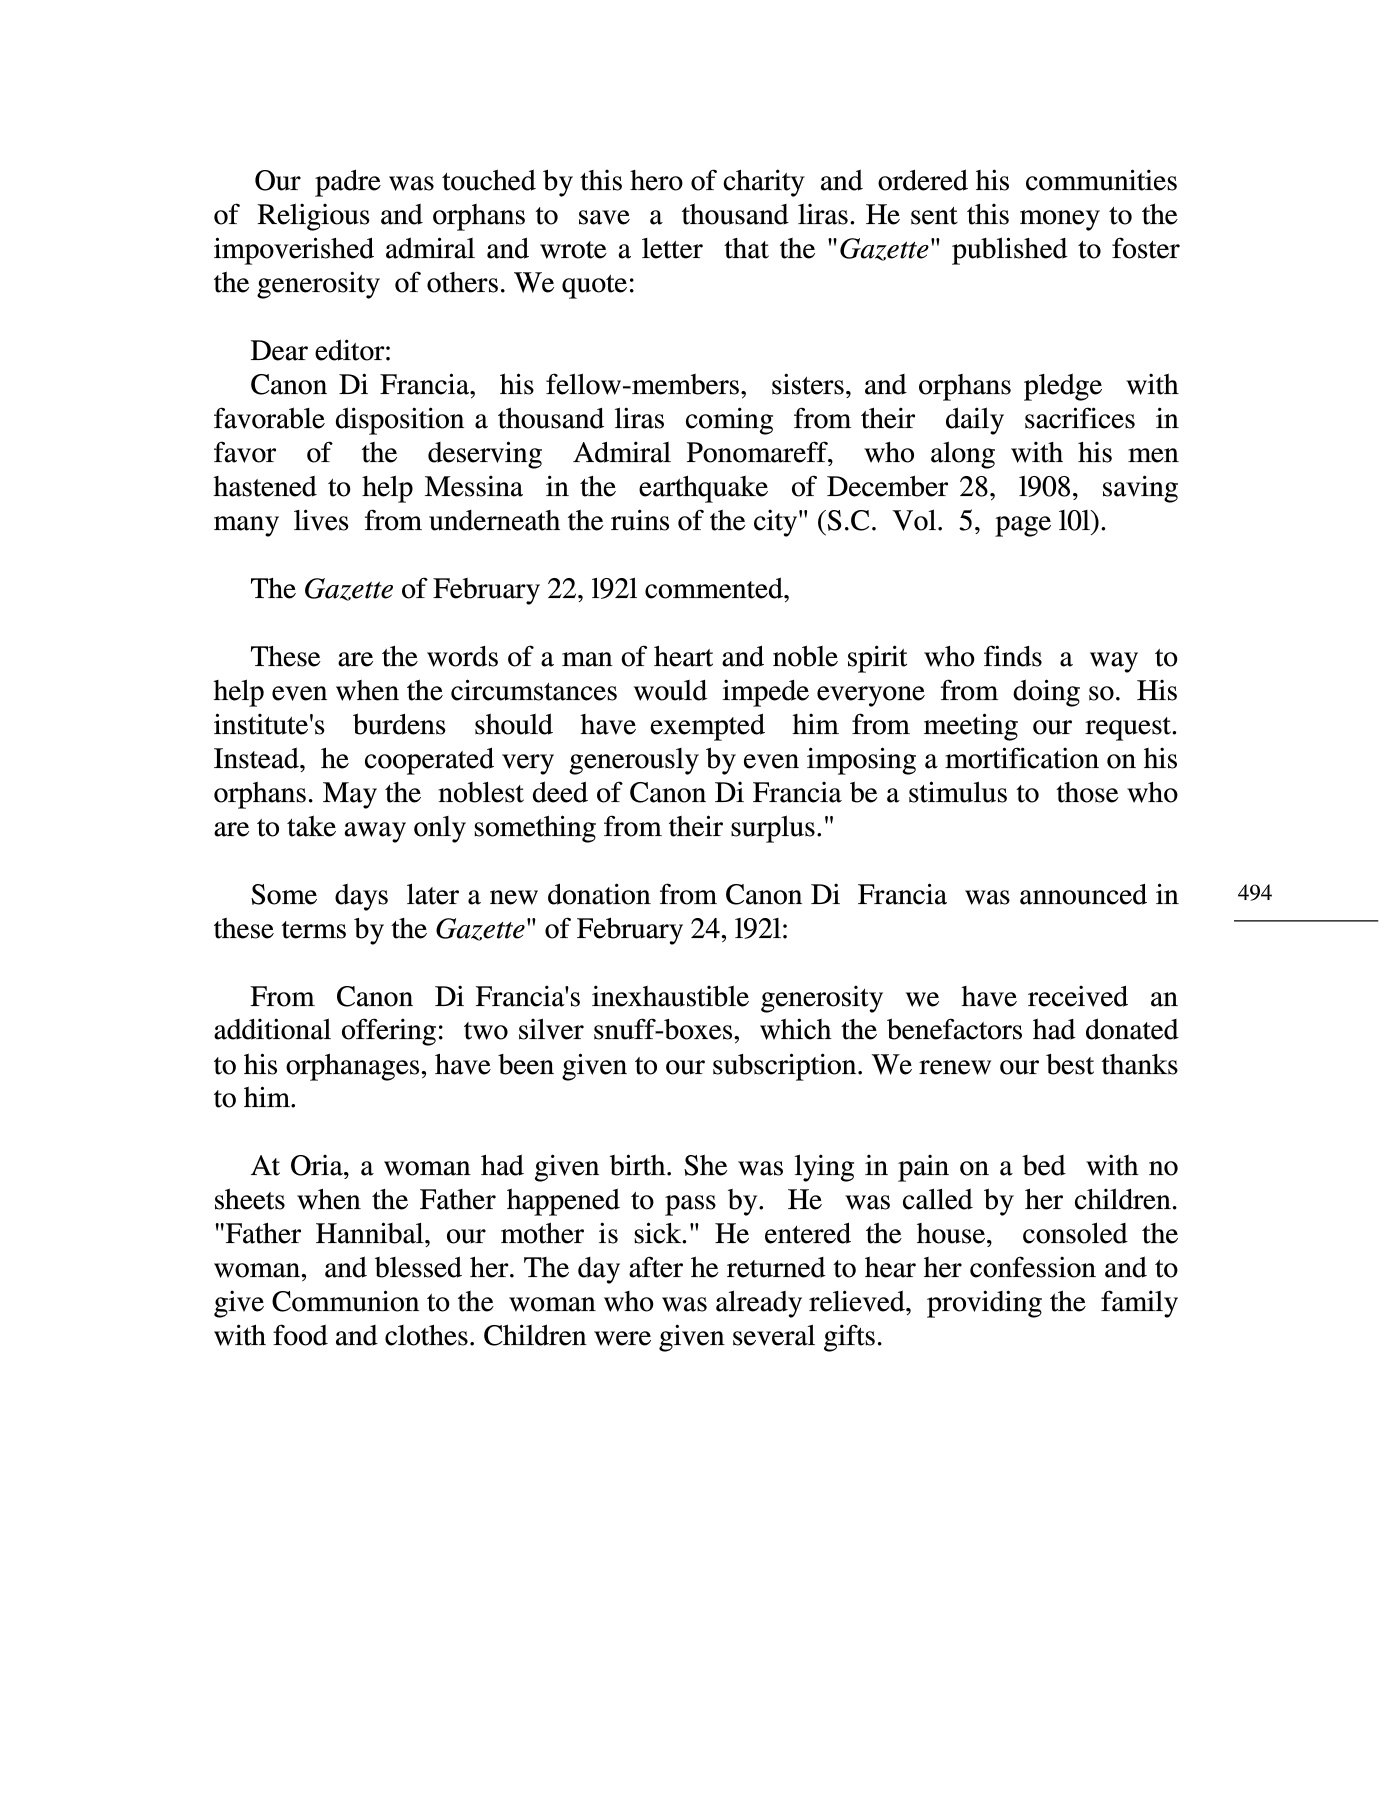 Our padre was touched by this hero of charity and ordered his communities
of Religious and orphans to save a thousand liras. He sent this money to the
impoverished admiral and wrote a letter that the "Gazette" published to foster
the generosity of others. We quote:
Dear editor:
Canon Di Francia, his fellow-members, sisters, and orphans pledge with
favorable disposition a thousand liras coming from their daily sacrifices in
favor of the deserving Admiral Ponomareff, who along with his men
hastened to help Messina in the earthquake of December 28, l908, saving
many lives from underneath the ruins of the city" (S.C. Vol. 5, page l0l).
The Gazette of February 22, l92l commented,
These are the words of a man of heart and noble spirit who finds a way to
help even when the circumstances would impede everyone from doing so. His
institute's burdens should have exempted him from meeting our request.
Instead, he cooperated very generously by even imposing a mortification on his
orphans. May the noblest deed of Canon Di Francia be a stimulus to those who
are to take away only something from their surplus."
Some days later a new donation from Canon Di Francia was announced in
these terms by the Gazette" of February 24, l92l:
494
From Canon Di Francia's inexhaustible generosity we have received an
additional offering: two silver snuff-boxes, which the benefactors had donated
to his orphanages, have been given to our subscription. We renew our best thanks
to him.
At Oria, a woman had given birth. She was lying in pain on a bed with no
sheets when the Father happened to pass by. He was called by her children.
"Father Hannibal, our mother is sick." He entered the house, consoled the
woman, and blessed her. The day after he returned to hear her confession and to
give Communion to the woman who was already relieved, providing the family
with food and clothes. Children were given several gifts.